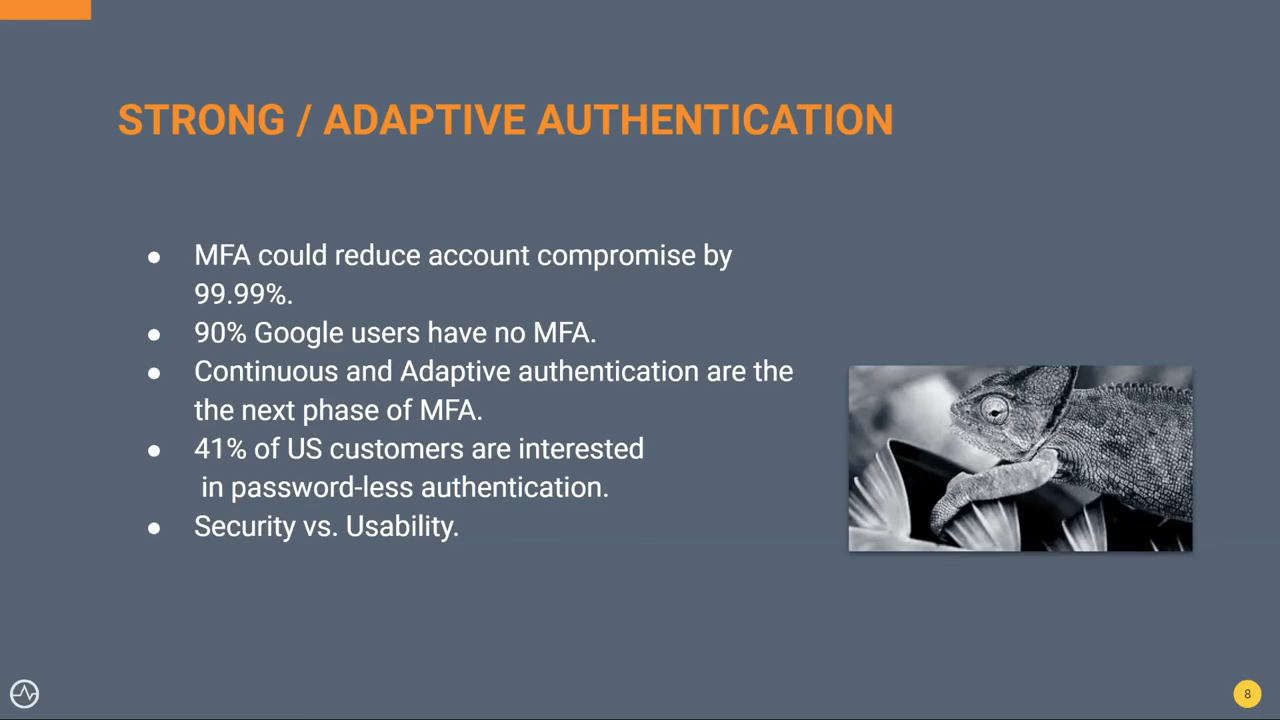 STRONG / ADAPTIVE AUTHENTICATION
● MFA could reduce account compromise by
99.99%.
● 90% Google users have no MFA.
● Continuous and Adaptive authentication are the
the next phase of MFA.
● 41% of US customers are interested
in password-less authentication.
● Security vs. Usability.
8